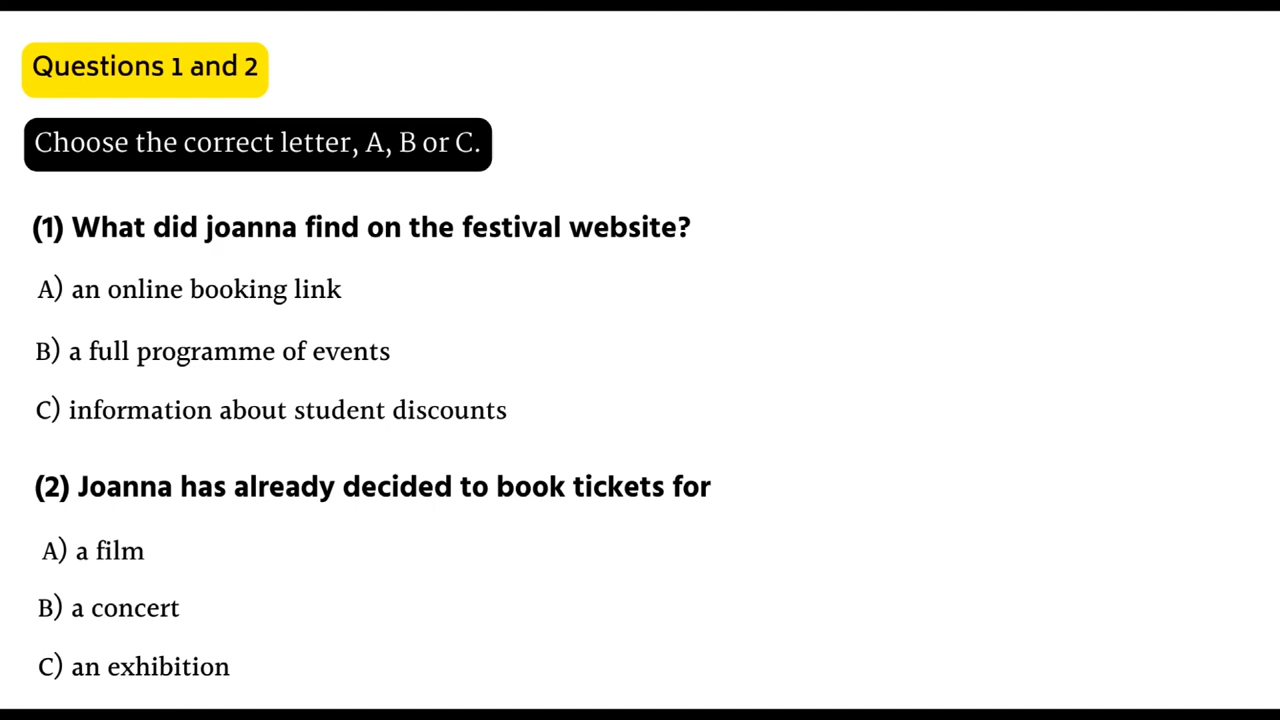 Questions 1 and 2
Choose the correct letter, A, B or C.
(1) What did joanna find on the festival website?
A) an online booking link
B) a full programme of events
C) information about student discounts
(2) Joanna has already decided to book tickets for
A) a film
B) a concert
C) an exhibition